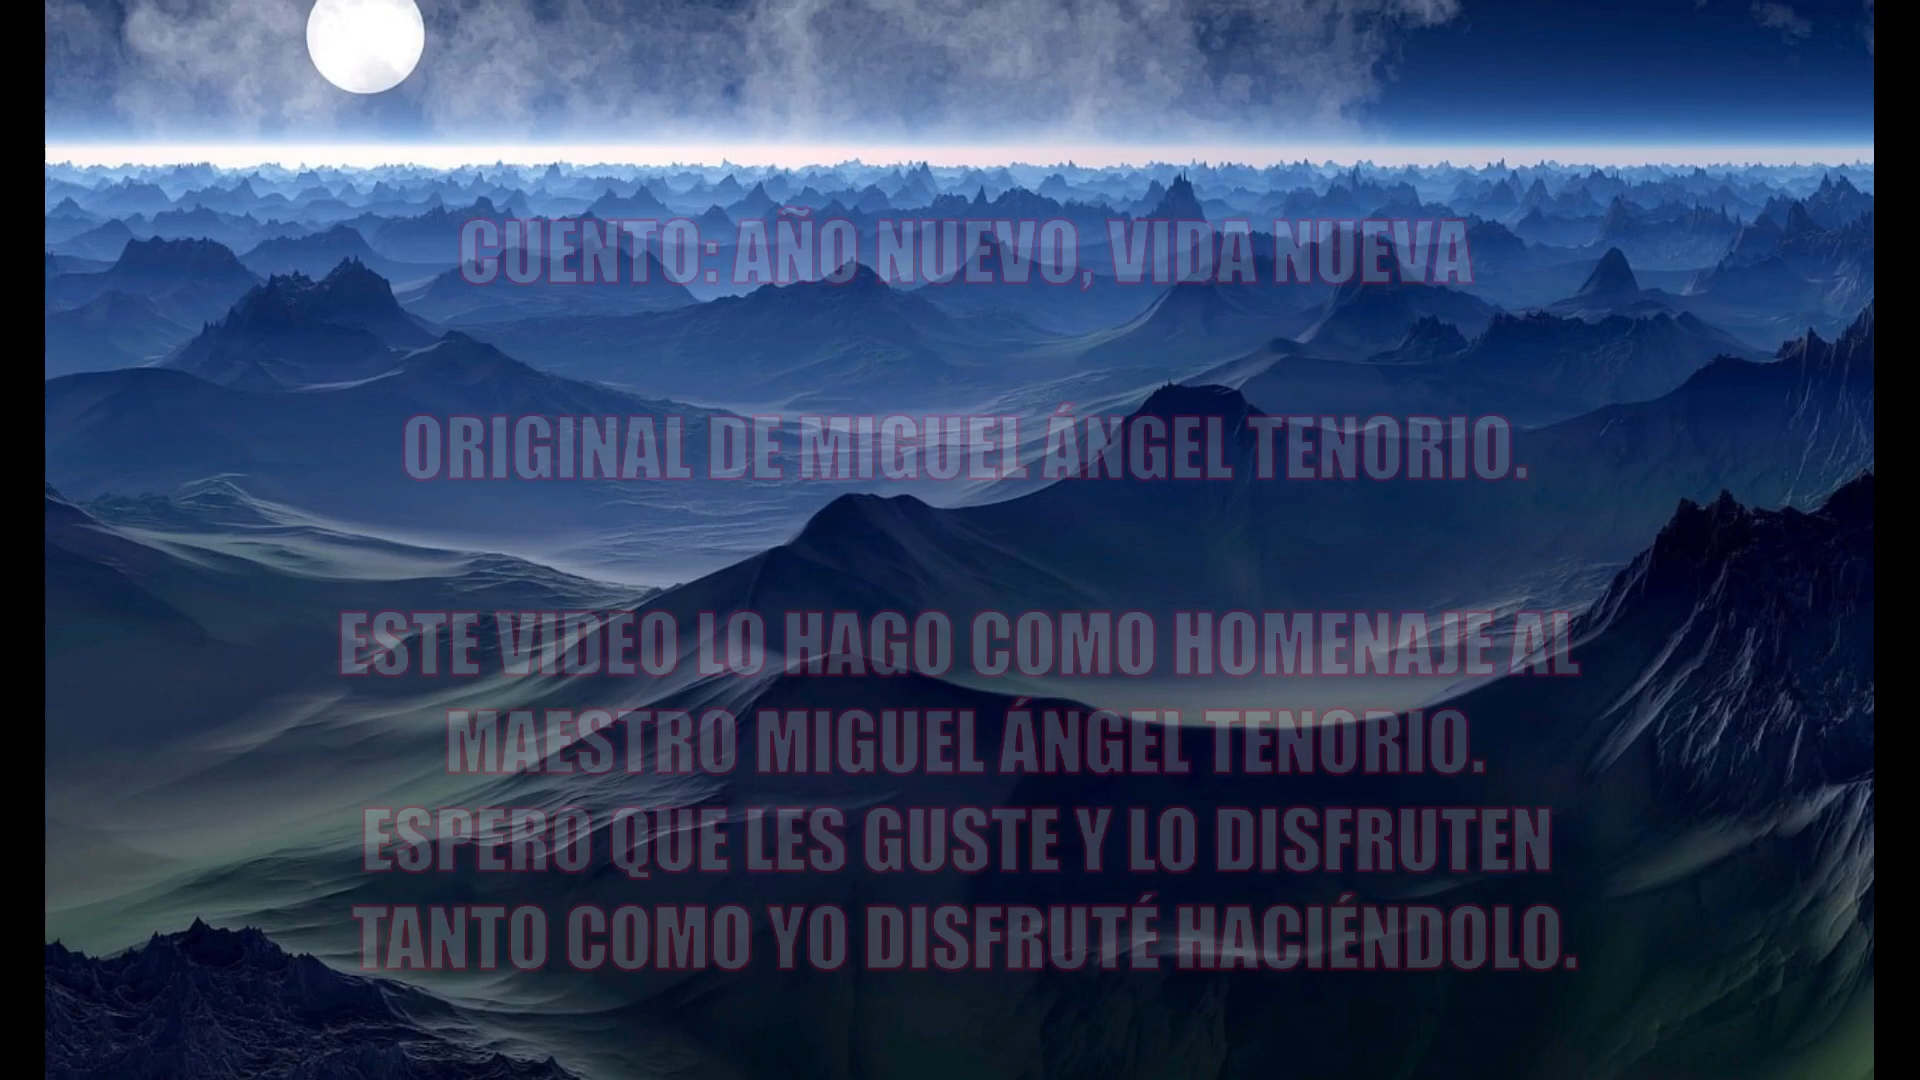 CUENTO: AÑO NUEVO, VIDA NUEVA
ORIGINAL DE MIGUEL ÁNGEL TENORIO.
ESTE VIDEO LO HAGO COMO HOMENAJE AL
MAESTRO MIGUEL ÁNGEL TENORIO.
ESPERO QUE LES GUSTE Y LO DISFRUTEN
TANTO COMO YO DISFRUTÉ HACIÉNDOLO.